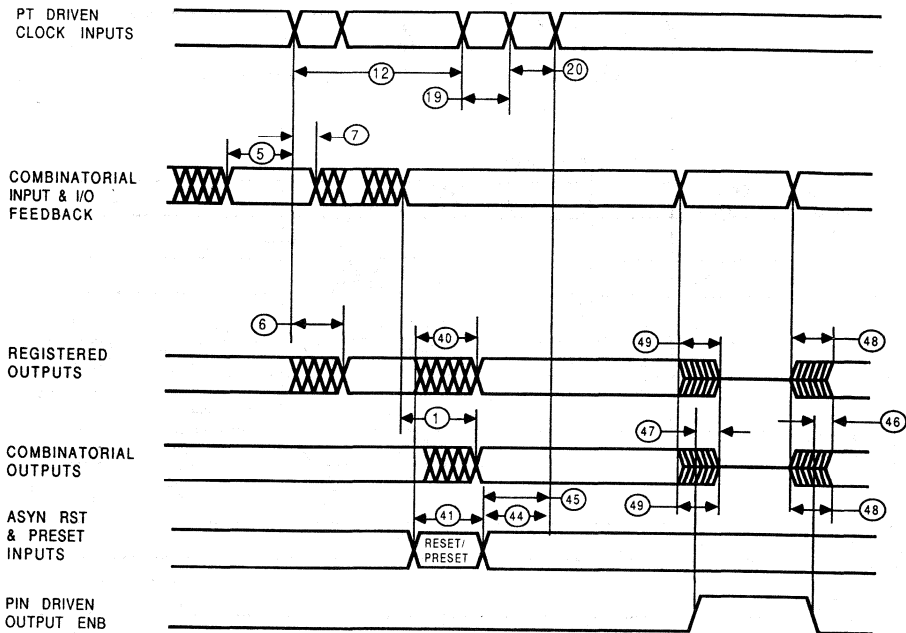 PT DRIVEN
CLOCK INPUTS
12
20
19
7
5
COMBINATORIAL
INPUT & I/O
FEEDBACK
6
40
49
48
REGISTERED
OUTPUTS
1
47
46
COMBINATORIAL
OUTPUTS
45
49
48
41
44
ASYN RST
& PRESET
INPUTS
RESET/
PRESET
PIN DRIVEN
OUTPUT ENB